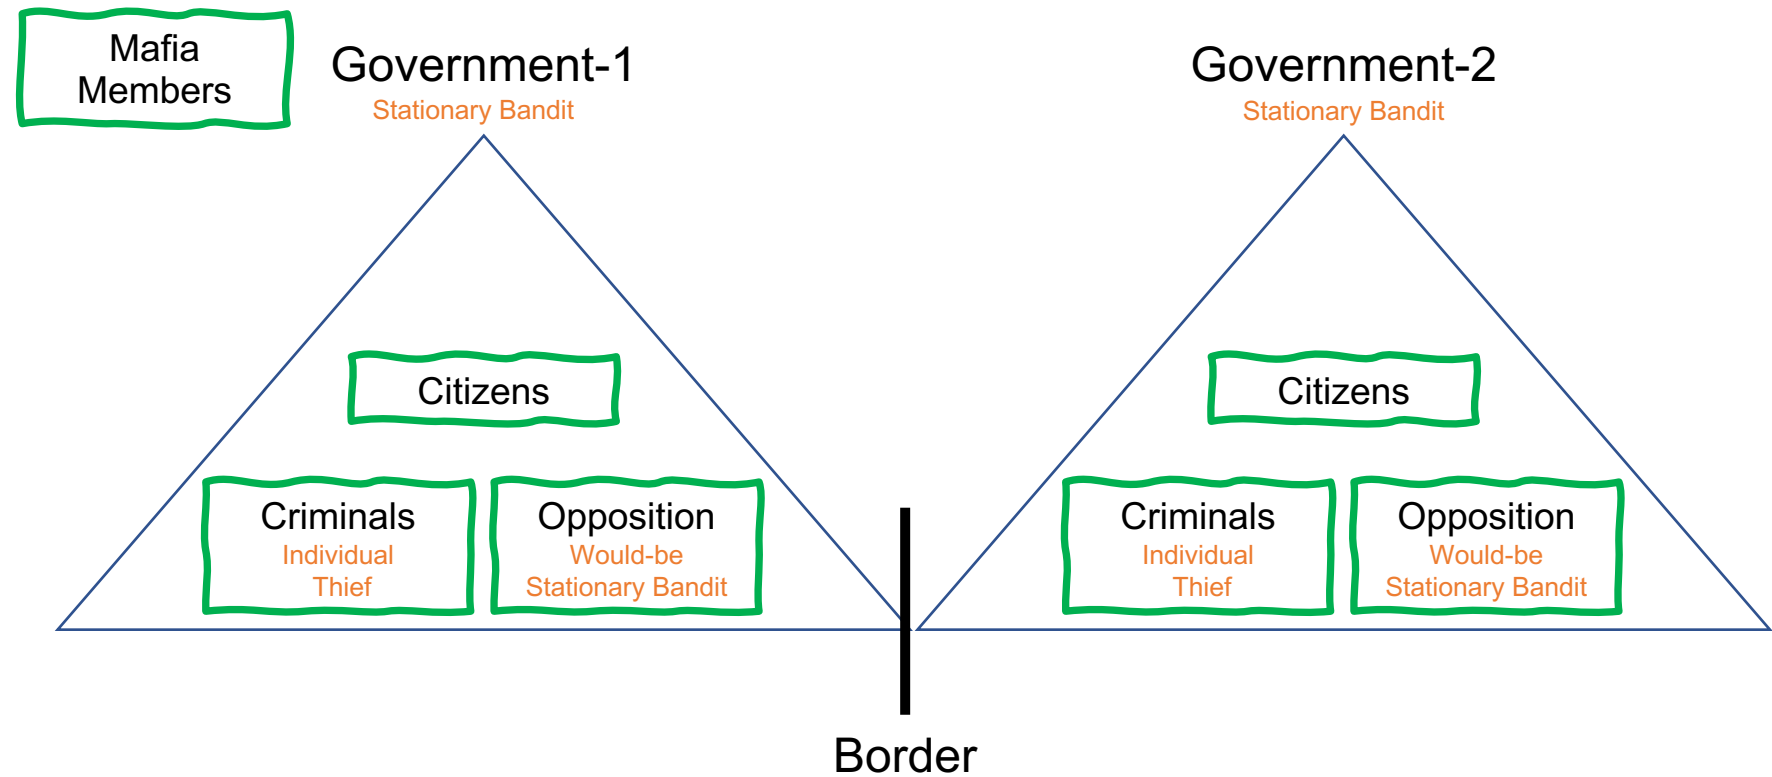 Mafia
Members
Government-1
Stationary Bandit
Government-2
Stationary Bandit
Citizens
Citizens
Criminals
Individual
Thief
Opposition
Would-be
Stationary Bandit
Criminals
Individual
Thief
Opposition
Would-be
Stationary Bandit
Border